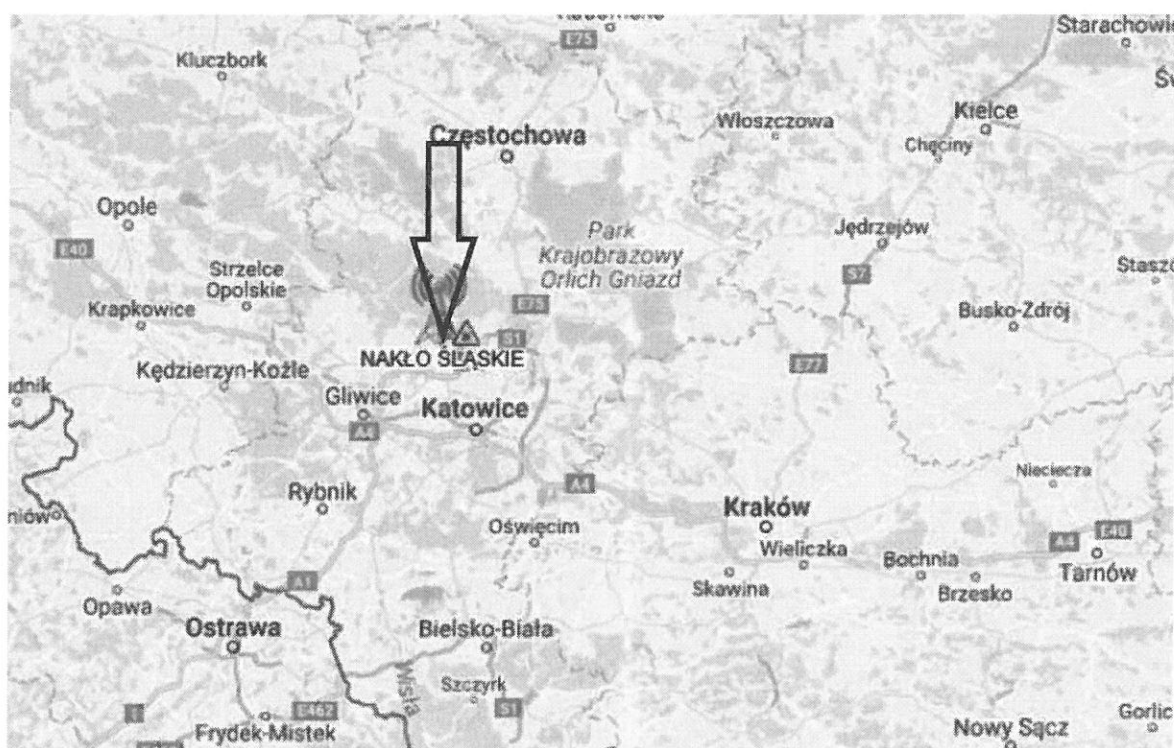 E75
Starachowic
Kluczbork
Kielce
Włoszczowa
Częstochowa
Chęciny
Opole
Park
Krajobrazowy
Orlich Gniazd
Jędrzejów
E40
Strzelce
Opolskie
S7
Krapkowice
E75
Busko-Zdrój
S1
NAKŁO ŚLĄSKIE
E77
Kędzierzyn-Koźle
udnik
Gliwice
Katowice
A4
Nieciecza
Rybnik
A4
Kraków
niów
Oświęcim
Wieliczka
Bochnia
A4
E40
Skawina
Brzesko
Tarnów
A1
Opawa
Ostrawa
Bielsko-Biała
Wisła
Szczyrk
S1
E462
Frydek-Mistek
Nowy Sącz
Gorlic